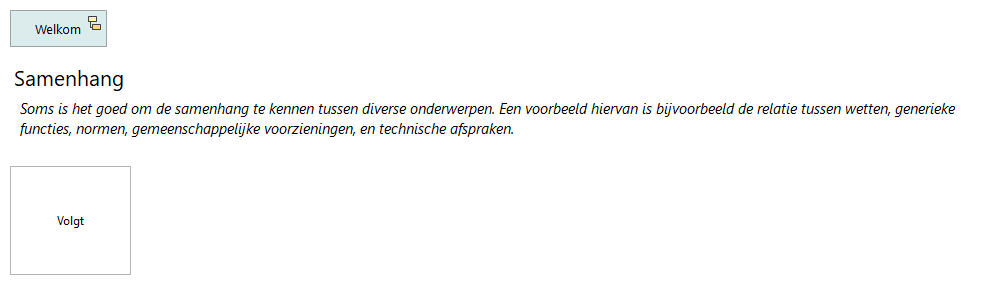 Welkom
Samenhang
Soms is het goed om de samenhang te kennen tussen diverse onderwerpen. Een voorbeeld hiervan is bijvoorbeeld de relatie tussen wetten, generieke
functies, normen, gemeenschappelijke voorzieningen, en technische afspraken.
Volgt